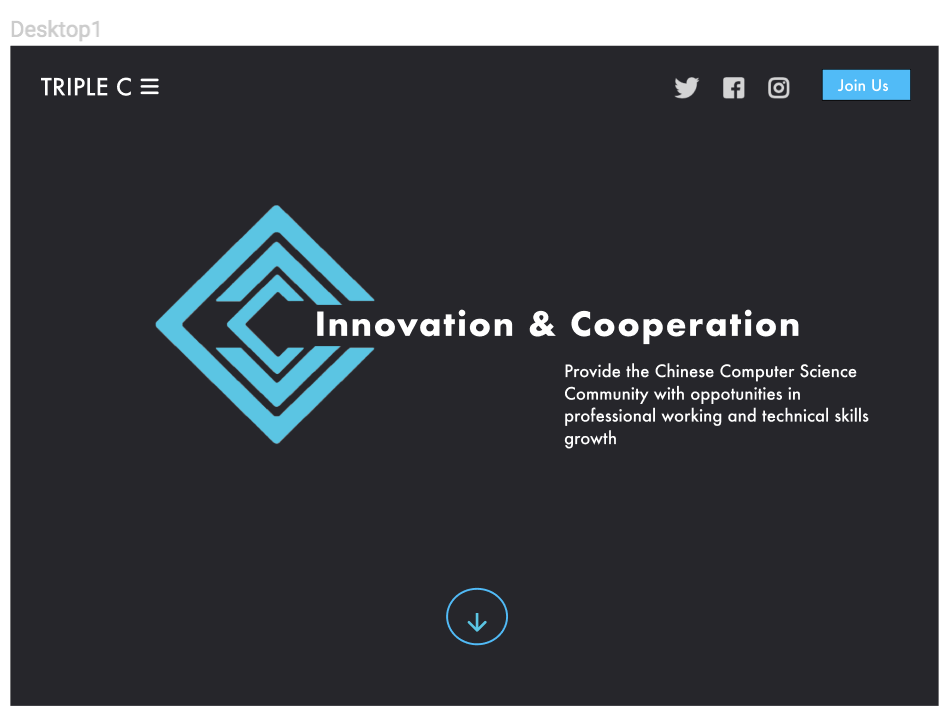 Desktop1
TRIPLE C
Join Us
Innovation & Cooperation
Provide the Chinese Computer Science
Community with oppotunities in
professional working and technical skills
growth